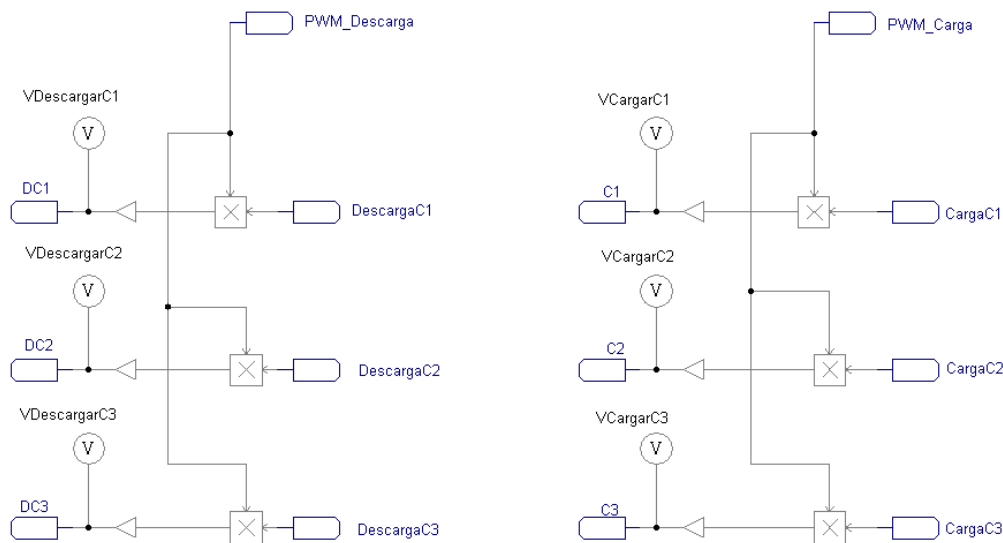 PWM_Descarga
PWM_Carga
VDescargarC1
V
DC1
DescargaC1
VDescargarC2
V
DC2
DescargaC2
VDescargarC3
V
DC3
DescargaC3
VCargarC1
V
C1
CargaC1
VCargarC2
V
C2
CargaC2
VCargarC3
V
C3
CargaC3